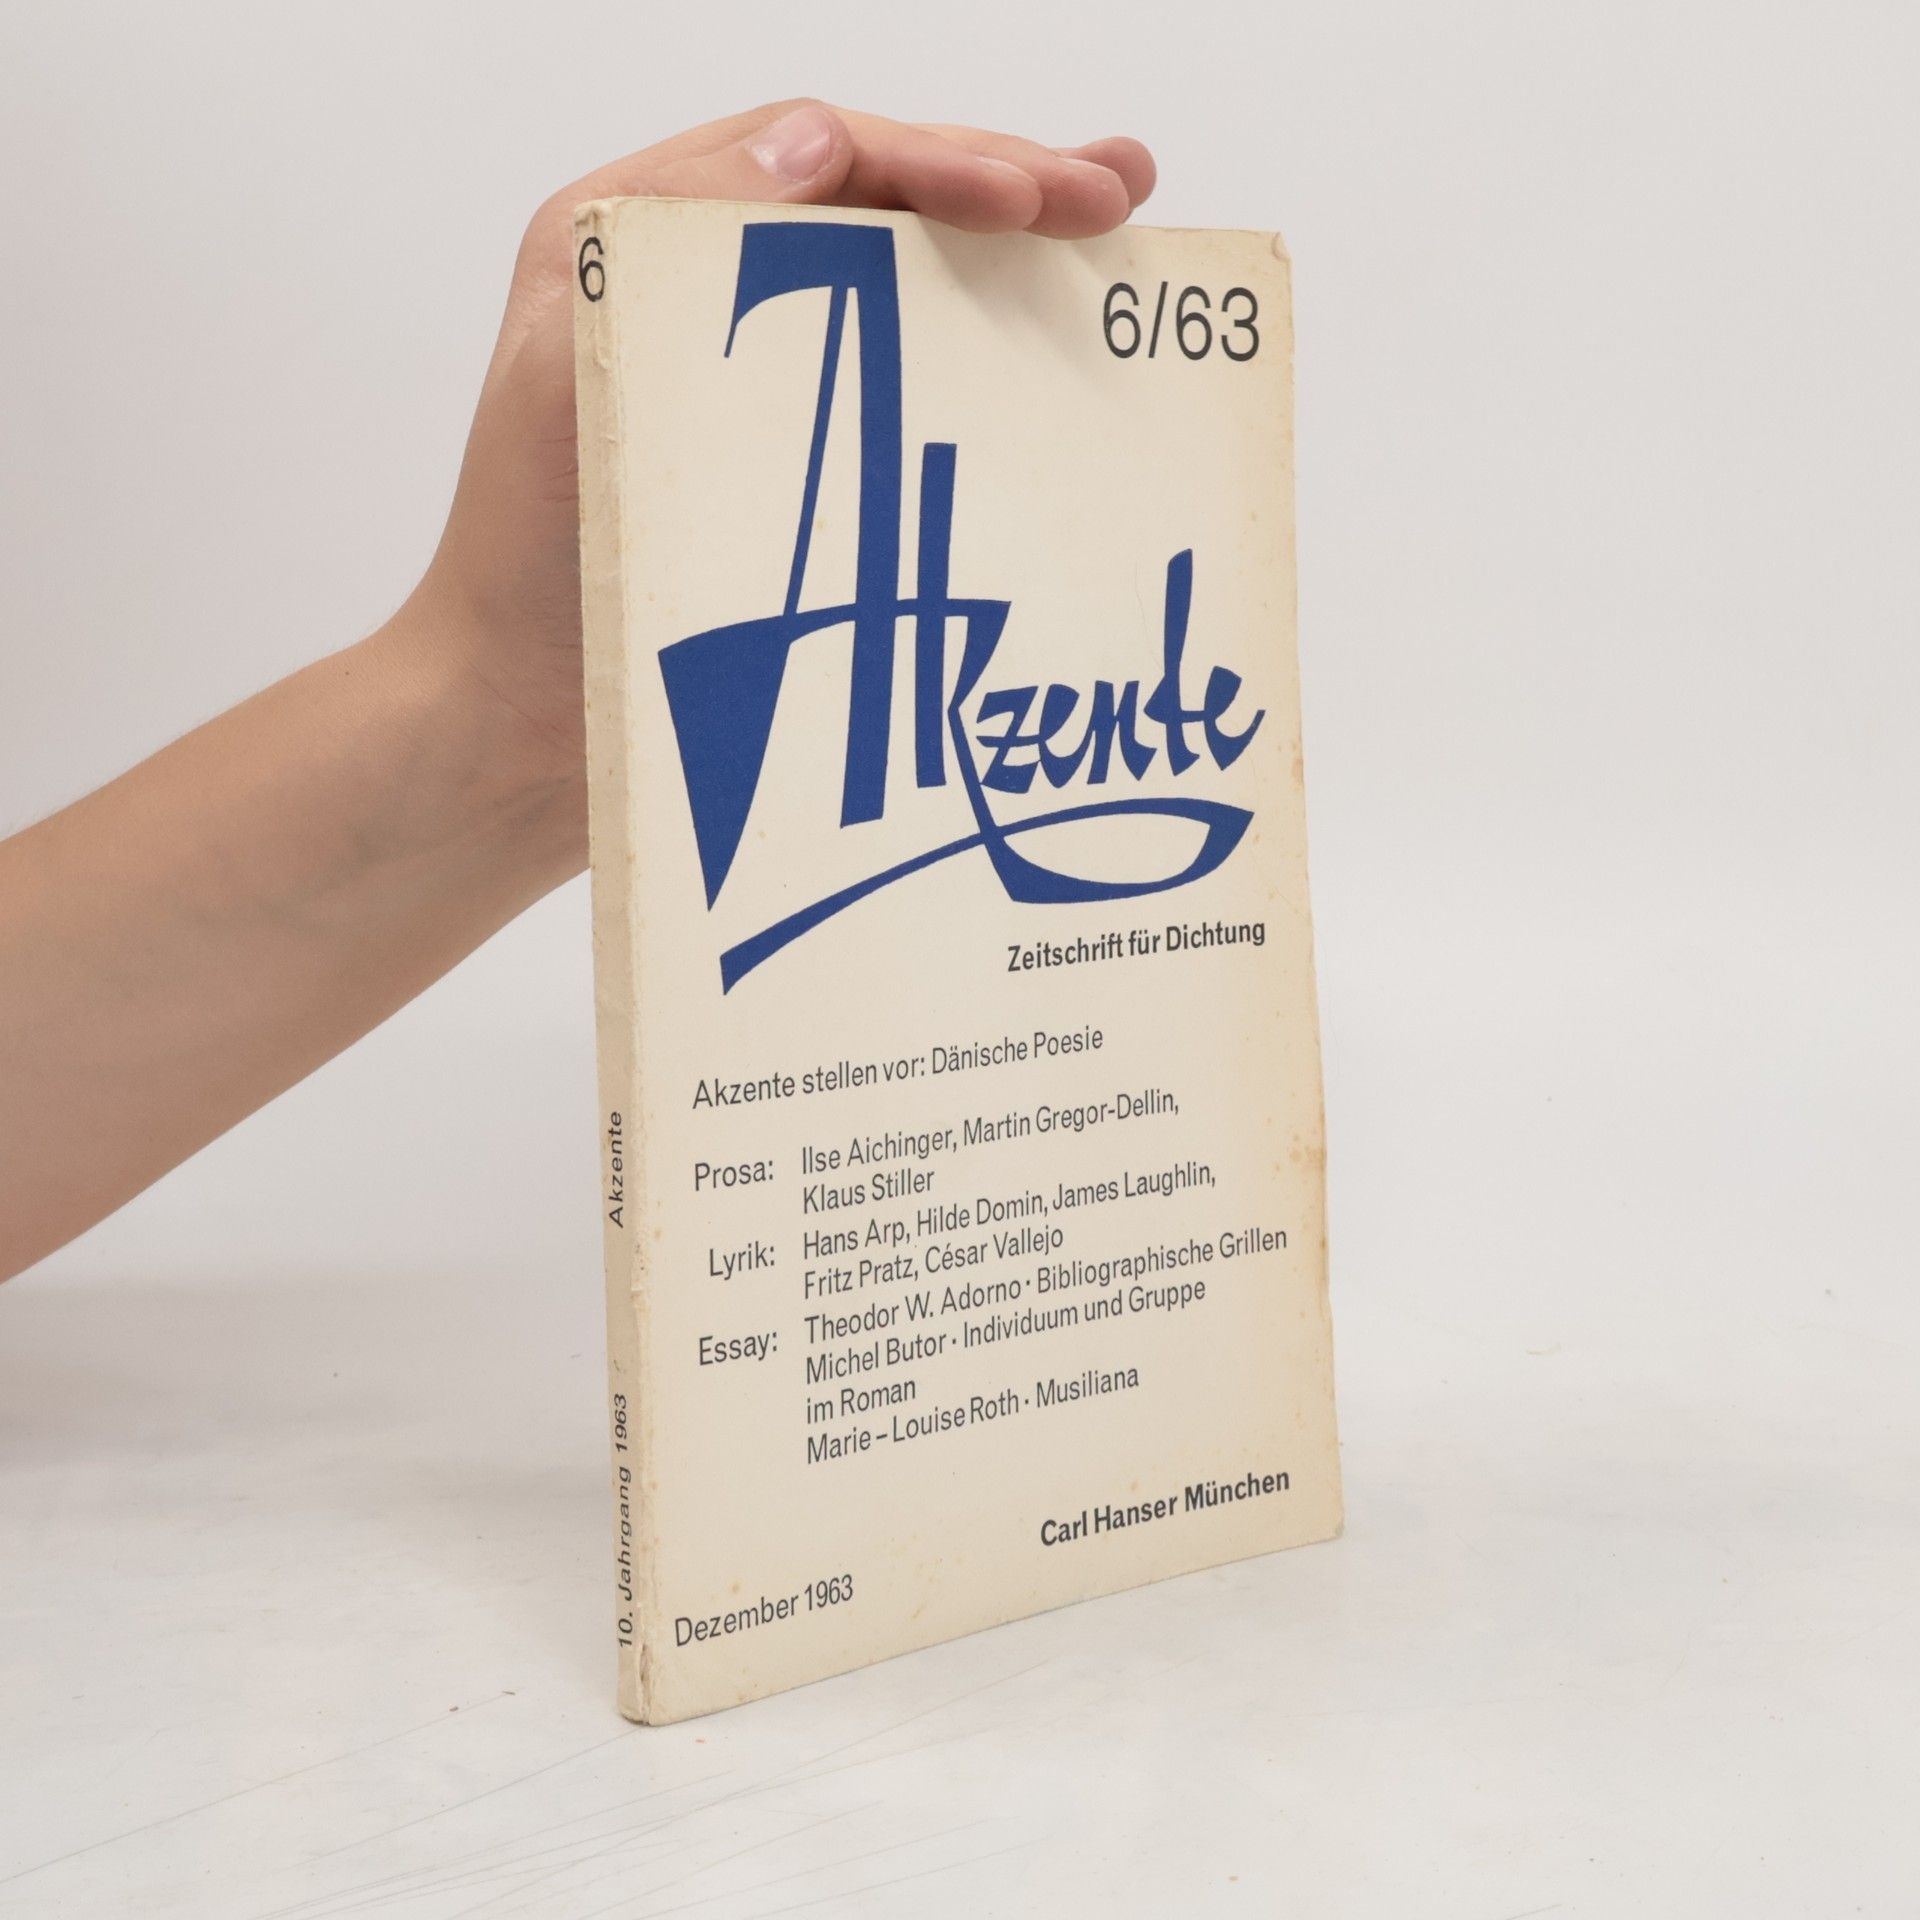 6
6/63
Akzente
Zeitschrift für Dichtung
Akzente stellen vor: Dänische Poesie
Prosa: Ilse Aichinger, Martin Gregor-Dellin,
Klaus Stiller
Lyrik: Hans Arp, Hilde Domin, James Laughlin,
Fritz Pratz, César Vallejo
Essay: Theodor W. Adorno · Bibliographische Grillen
Michel Butor · Individuum und Gruppe
im Roman
Marie – Louise Roth · Musiliana
Carl Hanser München
Dezember 1963
10. Jahrgang 1963 Akzente